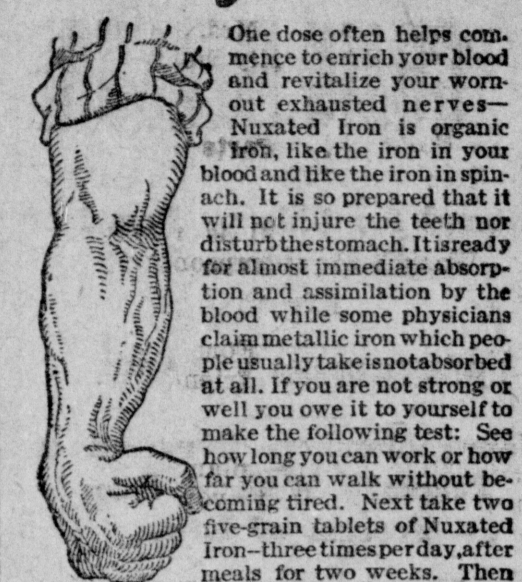 One dose often helps com-
mence to enrich your blood
and revitalize your worn-
out exhausted nerves—
Nuxated Iron is organic
iron, like the iron in your
blood and like the iron in spin-
ach. It is so prepared that it
will not injure the teeth nor
disturb the stomach. It is ready
for almost immediate absorp-
tion and assimilation by the
blood while some physicians
claim metallic iron which peo-
ple usually take is not absorbed
at all. If you are not strong or
well you owe it to yourself to
make the following test: See
how long you can work or how
far you can walk without be-
coming tired. Next take two
five-grain tablets of Nuxated
Iron—three times per day, after
meals for two weeks. Then